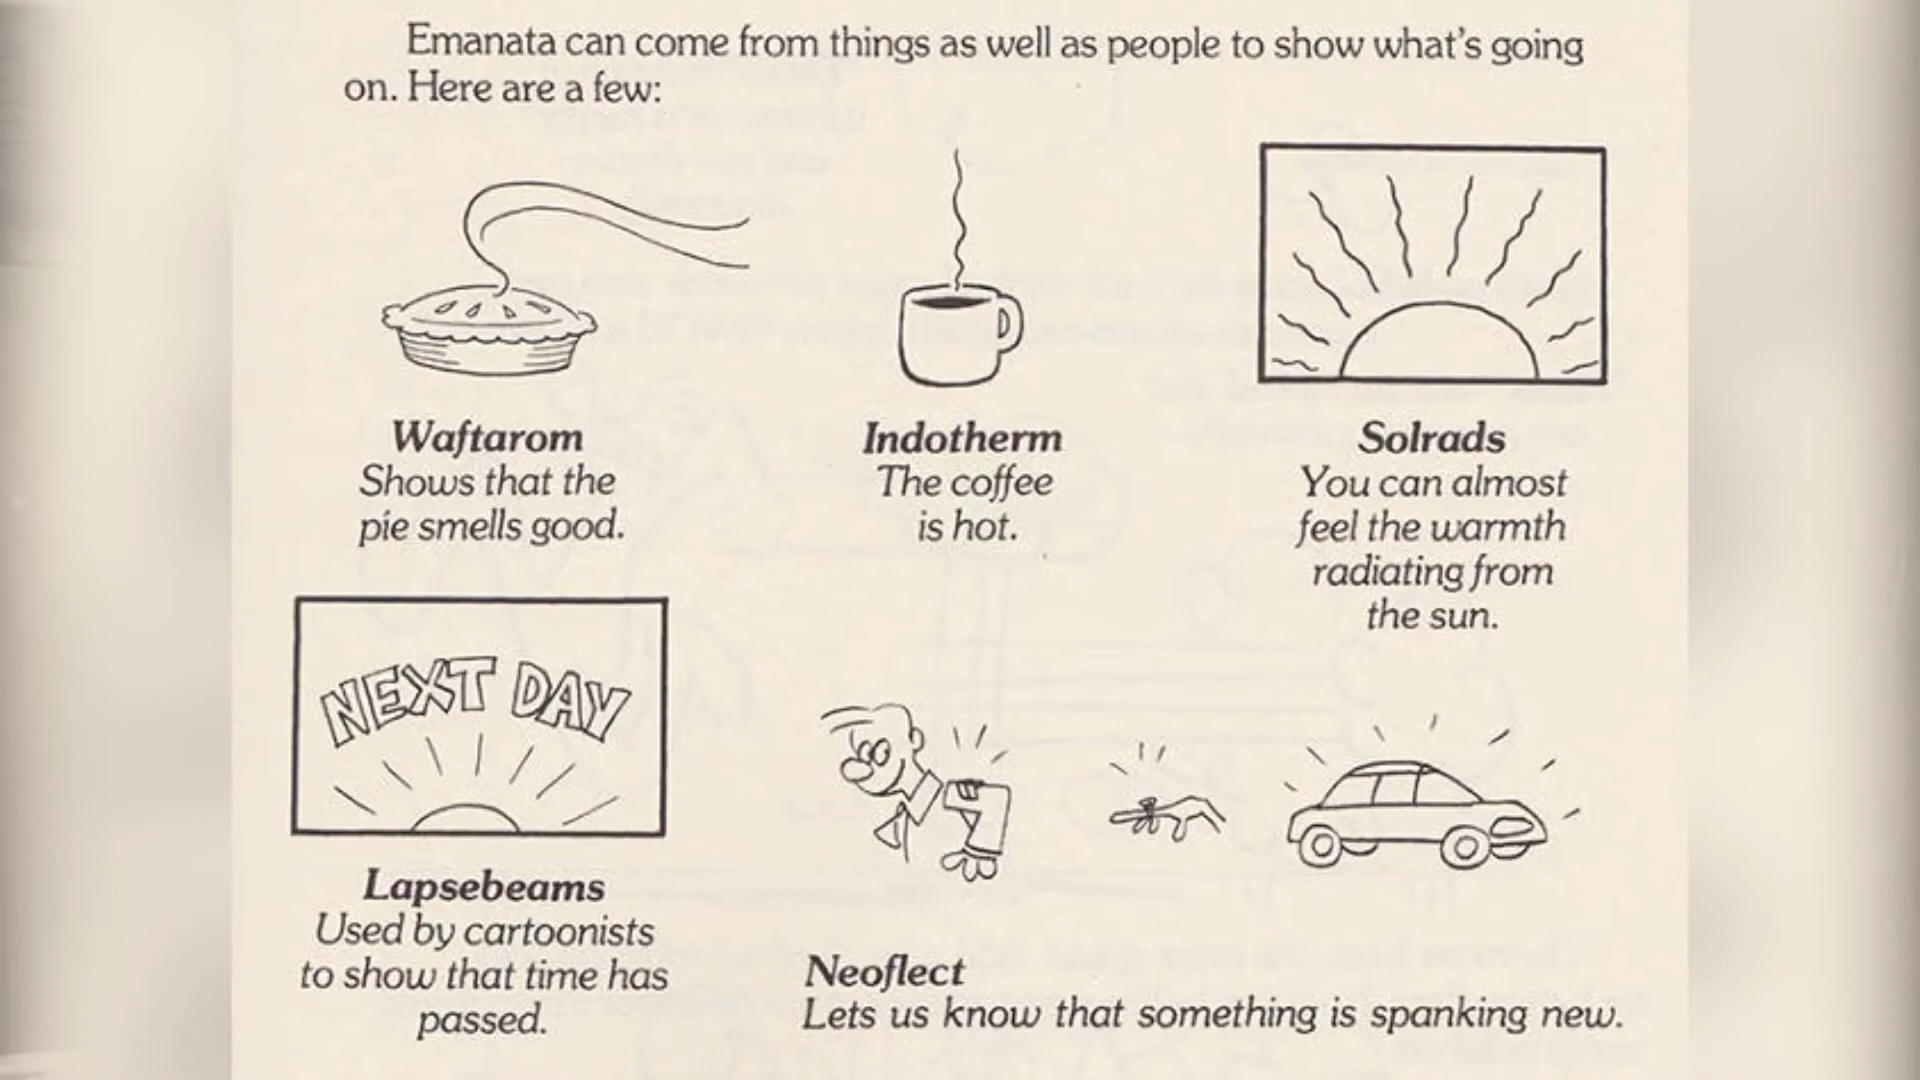 Emanata can come from things as well as people to show what's going
on. Here are a few:
Waftarom
Shows that the
pie smells good.
Indotherm
The coffee
is hot.
Solrads
You can almost
feel the warmth
radiating from
the sun.
NEXT DAY
Lapsebeams
Used by cartoonists
to show that time has
passed.
Neoflect
Lets us know that something is spanking new.